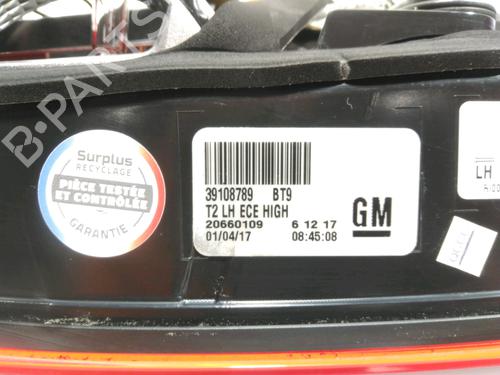 B-PARTS
Surplus
RECYCLAGE
PIÈCE TESTÉE
ET CONTRÔLÉE
GARANTIE
39108789 BT9
T2 LH ECE HIGH
20660109 6 12 17
01/04/17 08:45:08
GM
LH